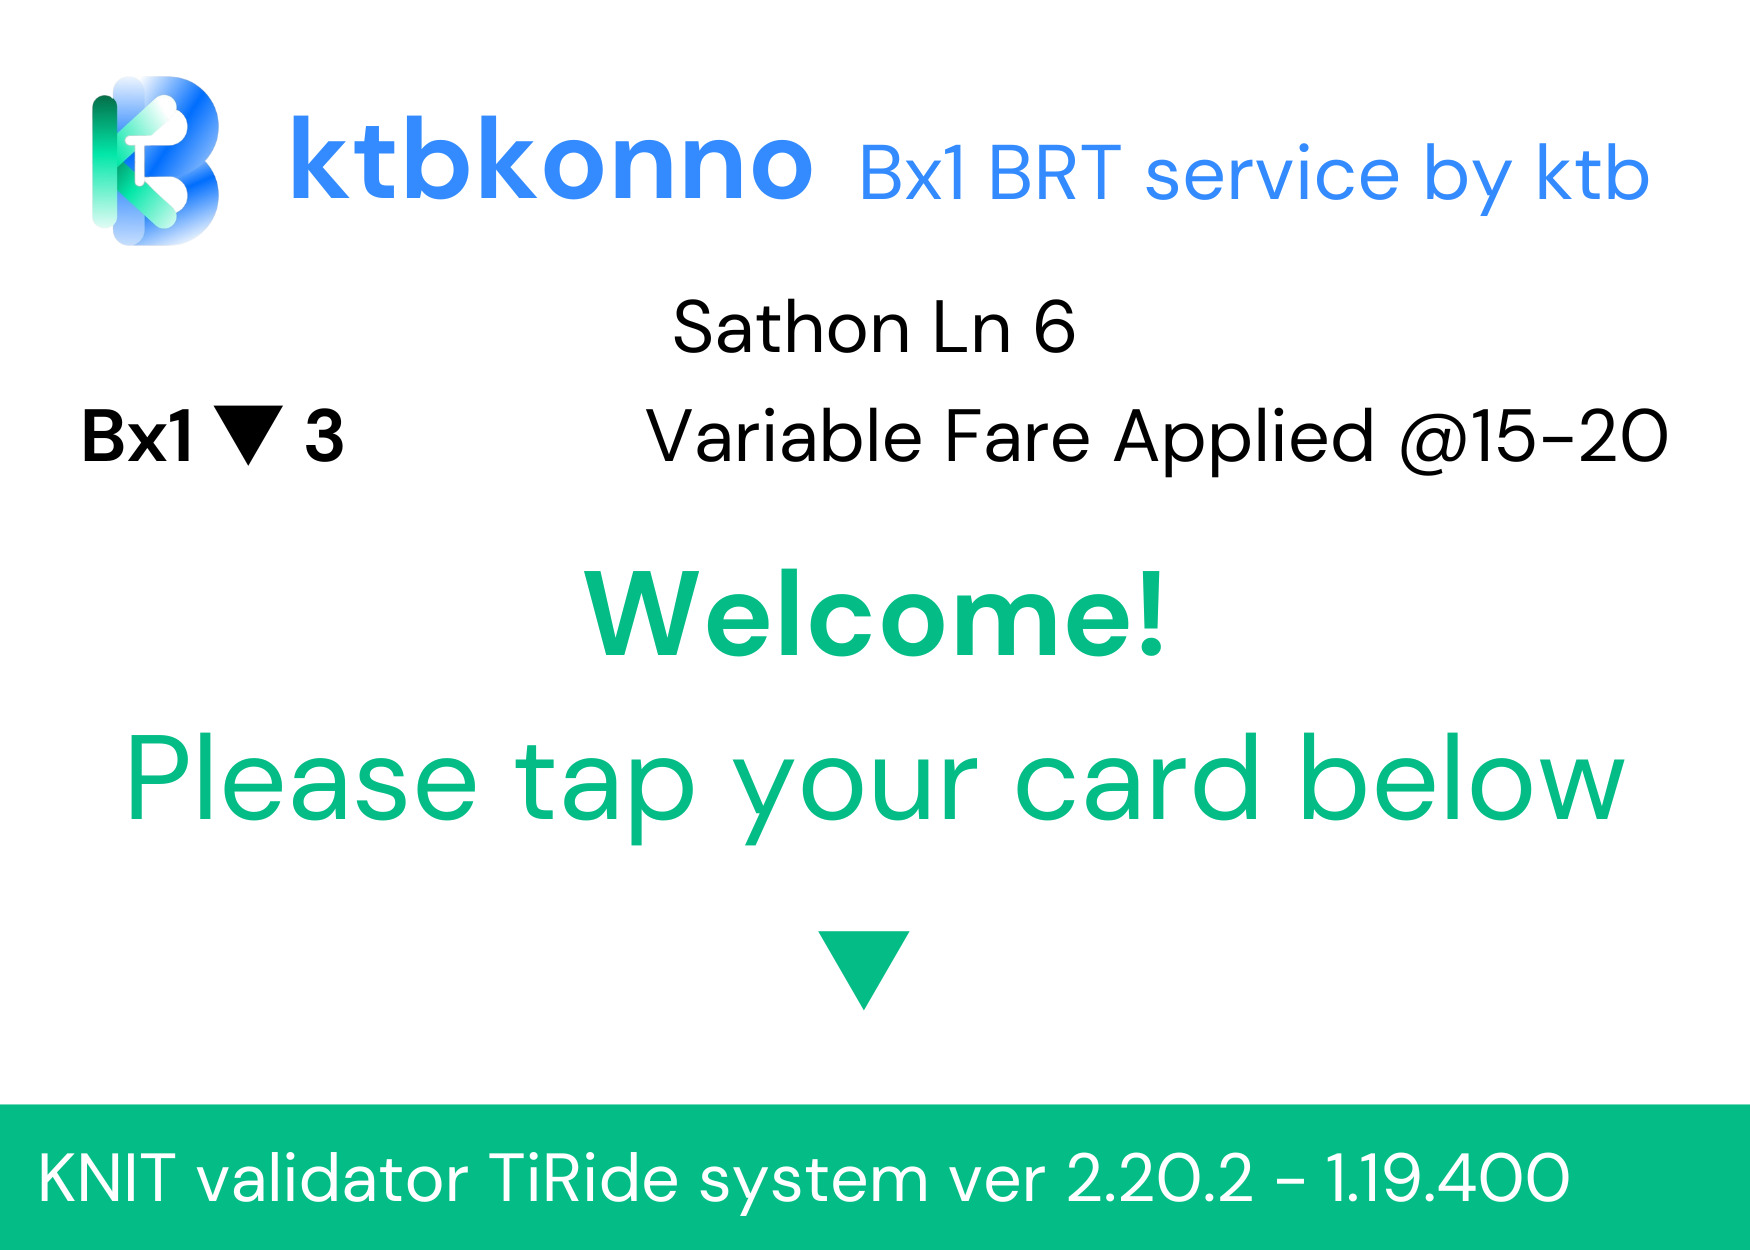 ktbkonno Bx1 BRT service by ktb
Sathon Ln 6
Bx1 ▼ 3 Variable Fare Applied @15-20
Welcome!
Please tap your card below
▼
KNIT validator TiRide system ver 2.20.2 - 1.19.400